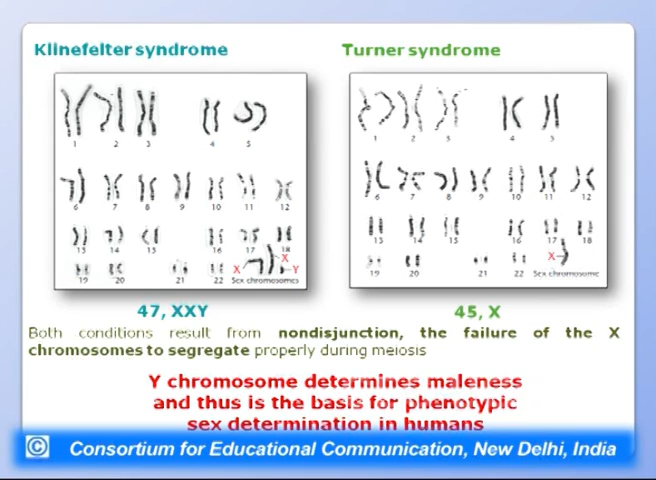 Klinefelter syndrome
Turner syndrome
1 2 3 4 5
6 7 8 9 10 11 12
13 14 15 16 17 18
19 20 21 22
X X Y
Sex chromosomes
1 2 3 4 5
6 7 8 9 10 11 12
13 14 15 16 17 18
19 20 21 22
X
Sex chromosome
47, XXY
45, X
Both conditions result from nondisjunction, the failure of the X
chromosomes to segregate properly during meiosis
Y chromosome determines maleness
and thus is the basis for phenotypic
sex determination in humans
© Consortium for Educational Communication, New Delhi, India